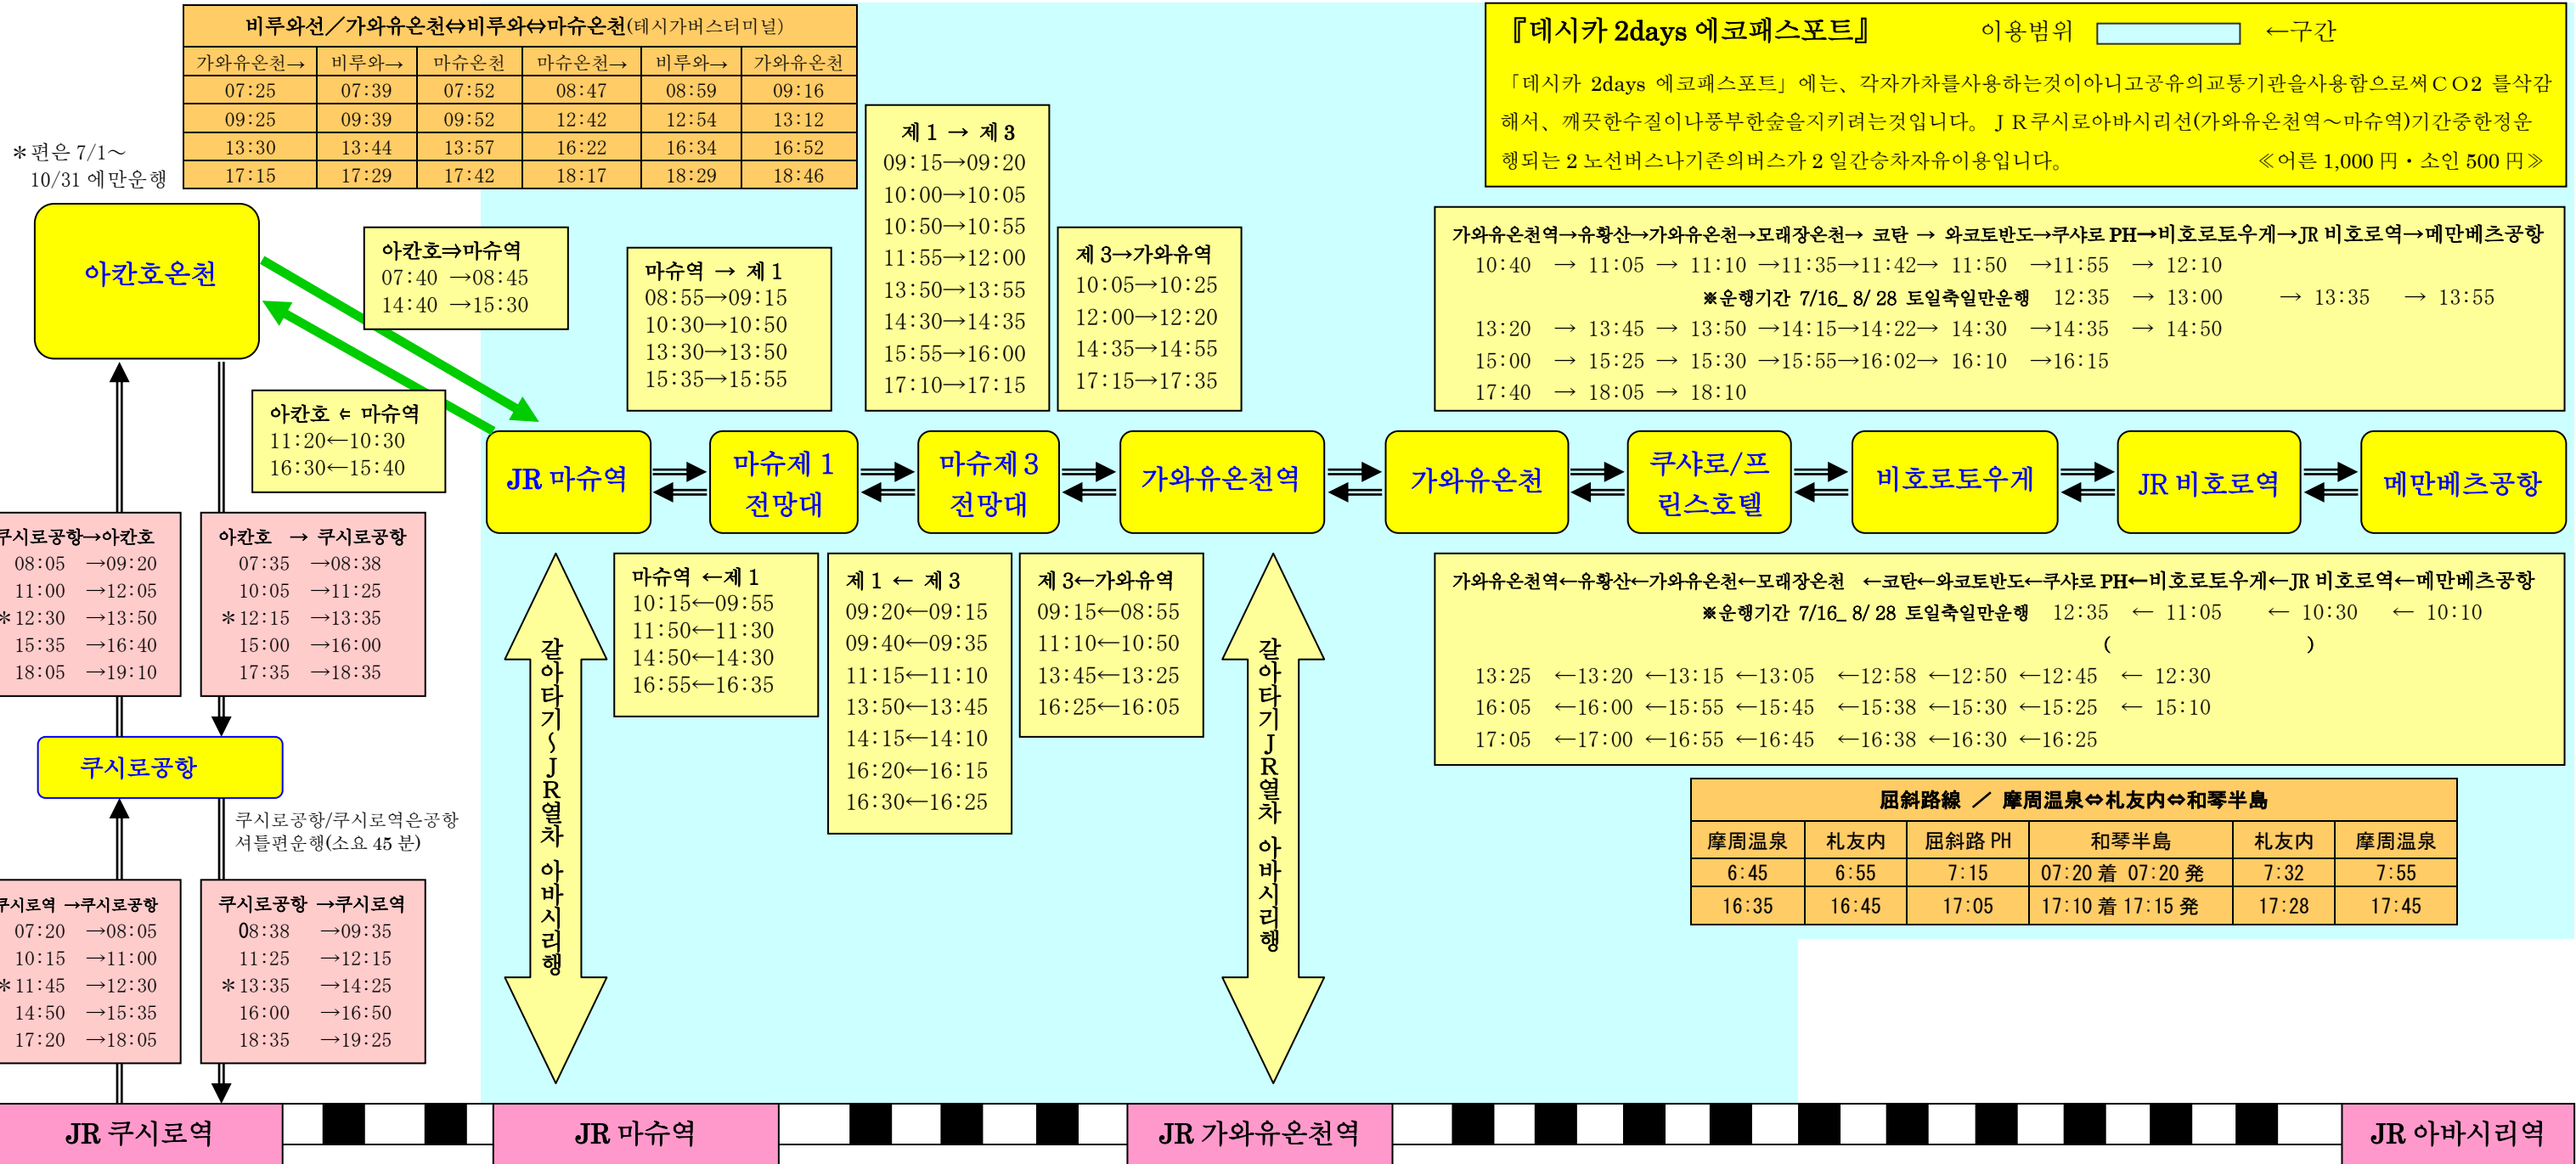 비루와선／가와유온천⇔비루와⇔마슈온천(테시가버스터미널)
가와유온천→ 비루와→ 마슈온천 마슈온천→ 비루와→ 가와유온천
07:25 07:39 07:52 08:47 08:59 09:16
09:25 09:39 09:52 12:42 12:54 13:12
13:30 13:44 13:57 16:22 16:34 16:52
17:15 17:29 17:42 18:17 18:29 18:46
『데시카 2days 에코패스포트』 이용범위 ←구간
「데시카 2days 에코패스포트」에는、각자가차를사용하는것이아니고공유의교통기관을사용함으로써ＣＯ2 를삭감
해서、깨끗한수질이나풍부한숲을지키려는것입니다。ＪＲ쿠시로아바시리선(가와유온천역～마슈역)기간중한정운
행되는 2 노선버스나기존의버스가 2 일간승차자유이용입니다。 ≪어른 1,000 円・소인 500 円≫
＊편은 7/1～
10/31 에만운행
아칸호온천
아칸호⇒마슈역
07:40 →08:45
14:40 →15:30
아칸호 ⇐ 마슈역
11:20←10:30
16:30←15:40
마슈역 → 제 1
08:55→09:15
10:30→10:50
13:30→13:50
15:35→15:55
제 1 → 제 3
09:15→09:20
10:00→10:05
10:50→10:55
11:55→12:00
13:50→13:55
14:30→14:35
15:55→16:00
17:10→17:15
제 3→가와유역
10:05→10:25
12:00→12:20
14:35→14:55
17:15→17:35
가와유온천역→유황산→가와유온천→모래장온천→ 코탄 → 와코토반도→쿠샤로 PH→비호로토우게→JR 비호로역→메만베츠공항
10:40 → 11:05 → 11:10 →11:35→11:42→ 11:50 →11:55 → 12:10
※운행기간 7/16_ 8/ 28 토일축일만운행 12:35 → 13:00 → 13:35 → 13:55
13:20 → 13:45 → 13:50 →14:15→14:22→ 14:30 →14:35 → 14:50
15:00 → 15:25 → 15:30 →15:55→16:02→ 16:10 →16:15
17:40 → 18:05 → 18:10
JR 마슈역
마슈제 1
전망대
마슈제 3
전망대
가와유온천역
가와유온천
쿠샤로/프
린스호텔
비호로토우게
JR 비호로역
메만베츠공항
쿠시로공항→아칸호
08:05 →09:20
11:00 →12:05
＊12:30 →13:50
15:35 →16:40
18:05 →19:10
아칸호 → 쿠시로공항
07:35 →08:38
10:05 →11:25
＊12:15 →13:35
15:00 →16:00
17:35 →18:35
쿠시로공항
쿠시로공항/쿠시로역은공항
셔틀편운행(소요 45 분)
쿠시로역 →쿠시로공항
07:20 →08:05
10:15 →11:00
＊11:45 →12:30
14:50 →15:35
17:20 →18:05
쿠시로공항 →쿠시로역
08:38 →09:35
11:25 →12:15
＊13:35 →14:25
16:00 →16:50
18:35 →19:25
갈아타기～ＪＲ열차 아바시리행
마슈역 ←제 1
10:15←09:55
11:50←11:30
14:50←14:30
16:55←16:35
제 1 ← 제 3
09:20←09:15
09:40←09:35
11:15←11:10
13:50←13:45
14:15←14:10
16:20←16:15
16:30←16:25
제 3←가와유역
09:15←08:55
11:10←10:50
13:45←13:25
16:25←16:05
갈아타기ＪＲ열차 아바시리행
가와유온천역←유황산←가와유온천←모래장온천 ←코탄←와코토반도←쿠샤로 PH←비호로토우게←JR 비호로역←메만베츠공항
※운행기간 7/16_ 8/ 28 토일축일만운행 12:35 ← 11:05 ← 10:30 ← 10:10
( )
13:25 ←13:20 ←13:15 ←13:05 ←12:58 ←12:50 ←12:45 ← 12:30
16:05 ←16:00 ←15:55 ←15:45 ←15:38 ←15:30 ←15:25 ← 15:10
17:05 ←17:00 ←16:55 ←16:45 ←16:38 ←16:30 ←16:25
屈斜路線 ／ 摩周温泉⇔札友内⇔和琴半島
摩周温泉 札友内 屈斜路 PH 和琴半島 札友内 摩周温泉
6:45 6:55 7:15 07:20 着 07:20 発 7:32 7:55
16:35 16:45 17:05 17:10 着 17:15 発 17:28 17:45
JR 쿠시로역
JR 마슈역
JR 가와유온천역
JR 아바시리역